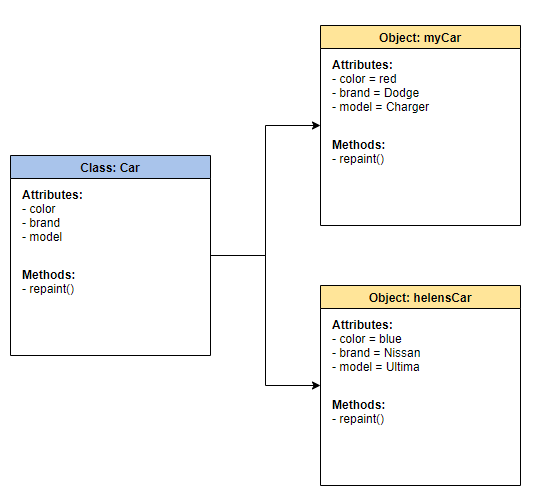 Class: Car
Attributes:
- color
- brand
- model
Methods:
- repaint()
Object: myCar
Attributes:
- color = red
- brand = Dodge
- model = Charger
Methods:
- repaint()
Object: helensCar
Attributes:
- color = blue
- brand = Nissan
- model = Ultima
Methods:
- repaint()